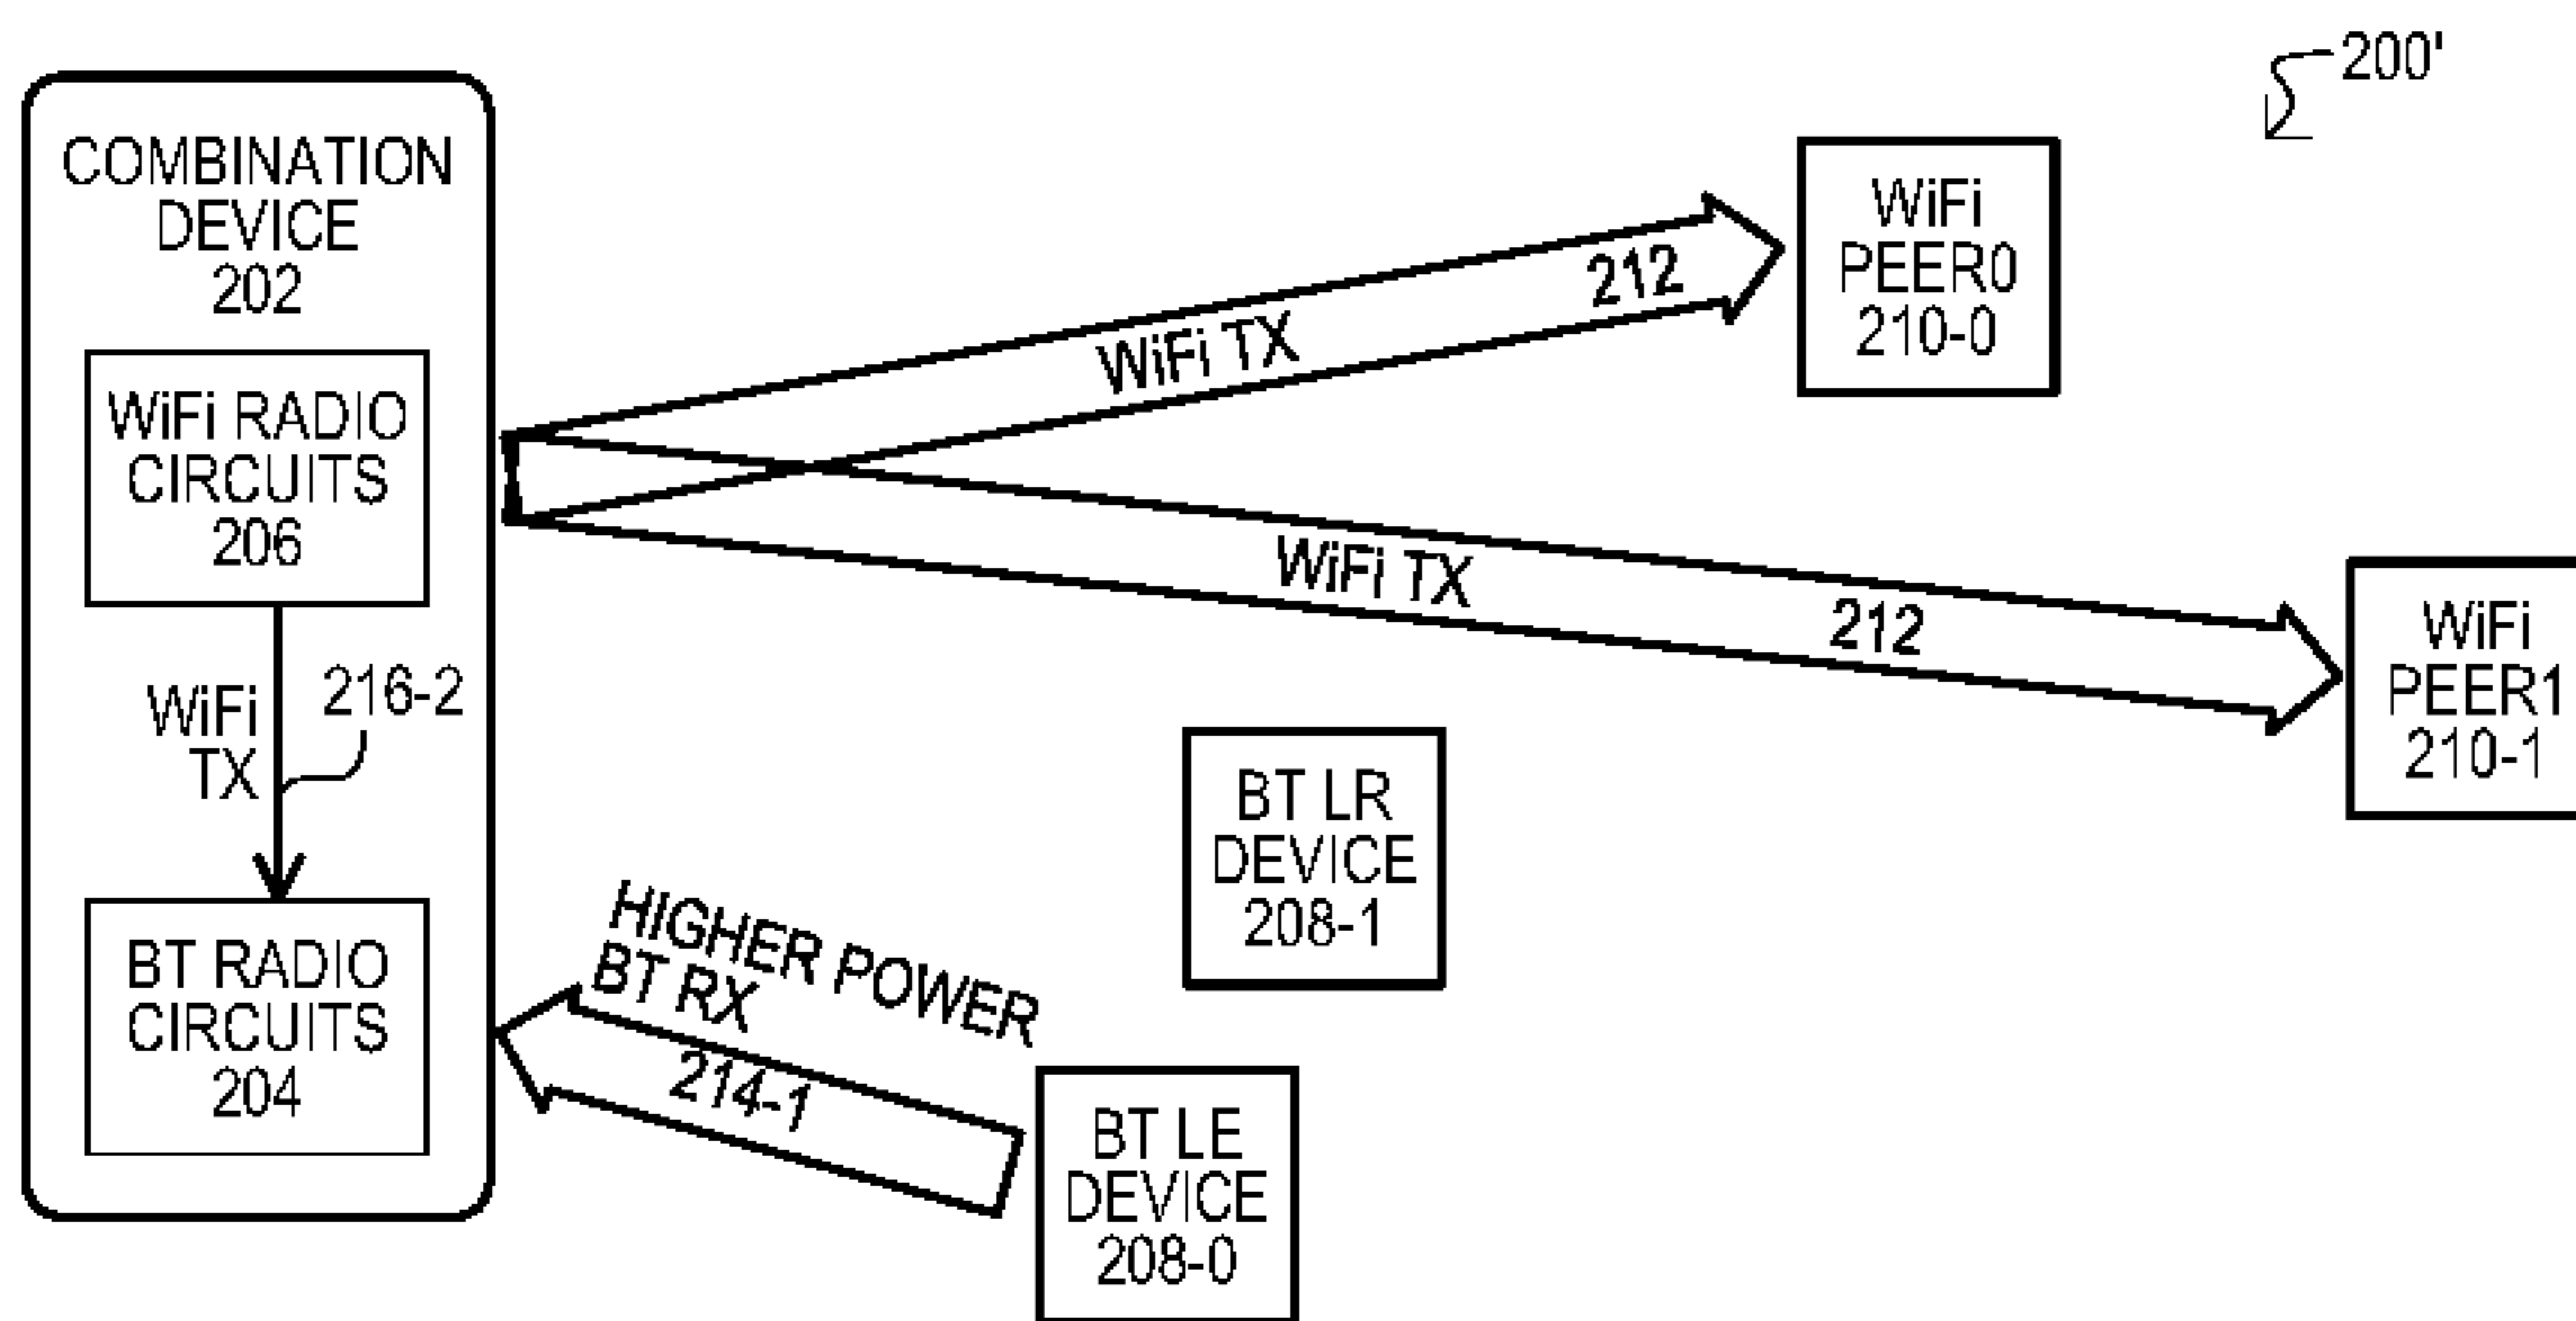 200'
COMBINATION
DEVICE
202
WiFi RADIO
CIRCUITS
206
WiFi
TX
216-2
BT RADIO
CIRCUITS
204
WiFi TX
212
WiFi
PEER0
210-0
WiFi TX
212
WiFi
PEER1
210-1
BT LR
DEVICE
208-1
HIGHER POWER
BT RX
214-1
BT LE
DEVICE
208-0